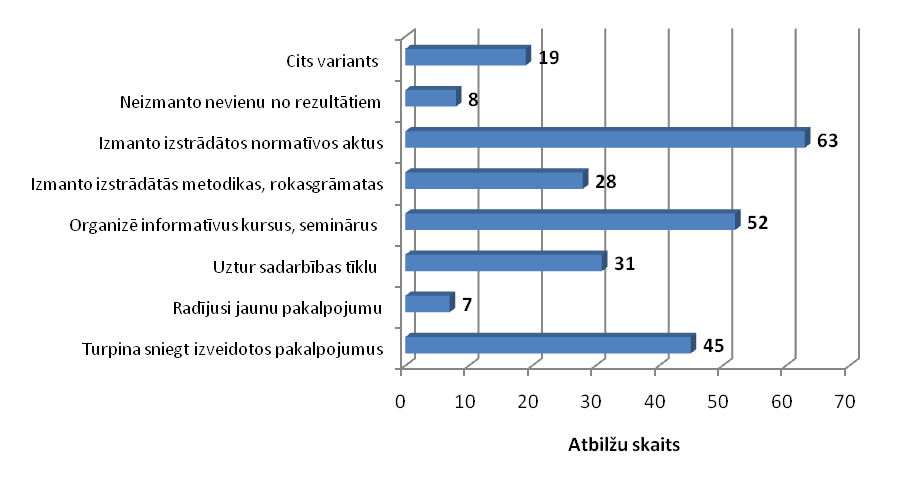 Cits variants 19
Neizmanto nevienu no rezultātiem 8
Izmanto izstrādātos normatīvos aktus 63
Izmanto izstrādātās metodikas, rokasgrāmatas 28
Organizē informatīvus kursus, seminārus 52
Uztur sadarbības tīklu 31
Radījusi jaunu pakalpojumu 7
Turpina sniegt izveidotos pakalpojumus 45
0 10 20 30 40 50 60 70
Atbilžu skaits